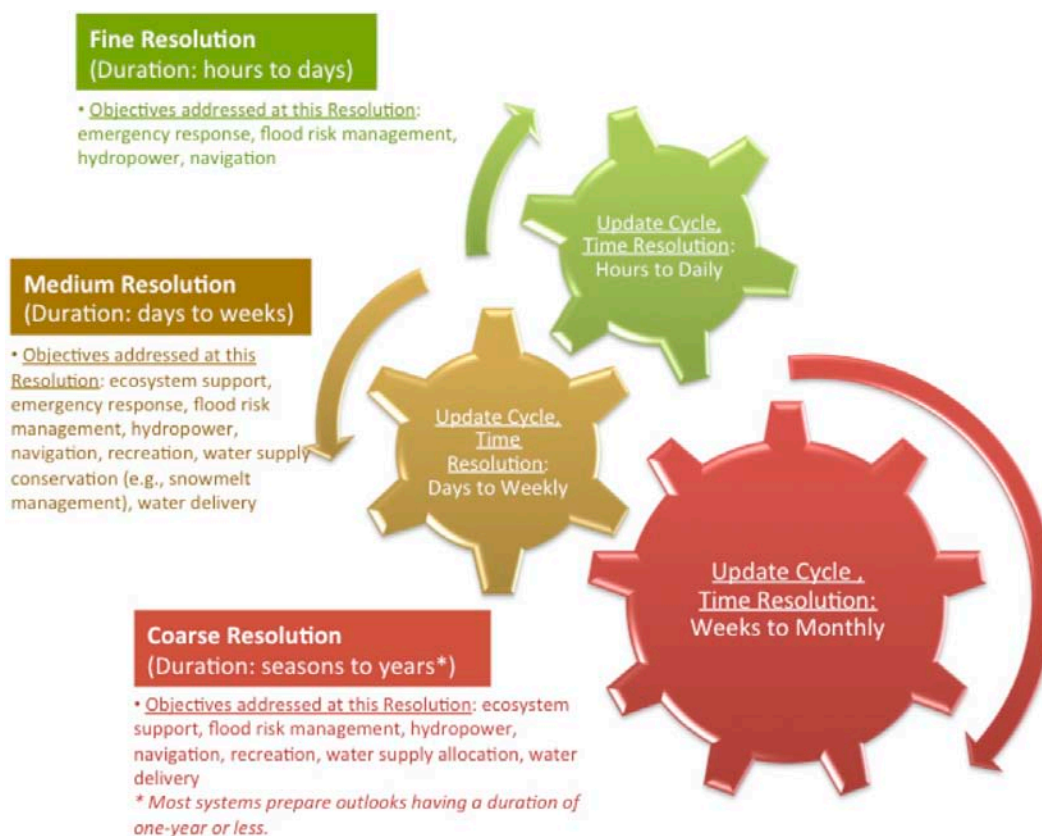 Fine Resolution
(Duration: hours to days)
• Objectives addressed at this Resolution:
emergency response, flood risk management,
hydropower, navigation
Update Cycle,
Time Resolution:
Hours to Daily
Medium Resolution
(Duration: days to weeks)
• Objectives addressed at this
Resolution: ecosystem support,
emergency response, flood risk
management, hydropower,
navigation, recreation, water supply
conservation (e.g., snowmelt
management), water delivery
Update Cycle,
Time
Resolution:
Days to Weekly
Update Cycle ,
Time Resolution:
Weeks to Monthly
Coarse Resolution
(Duration: seasons to years*)
• Objectives addressed at this Resolution: ecosystem
support, flood risk management, hydropower,
navigation, recreation, water supply allocation, water
delivery
* Most systems prepare outlooks having a duration of
one-year or less.